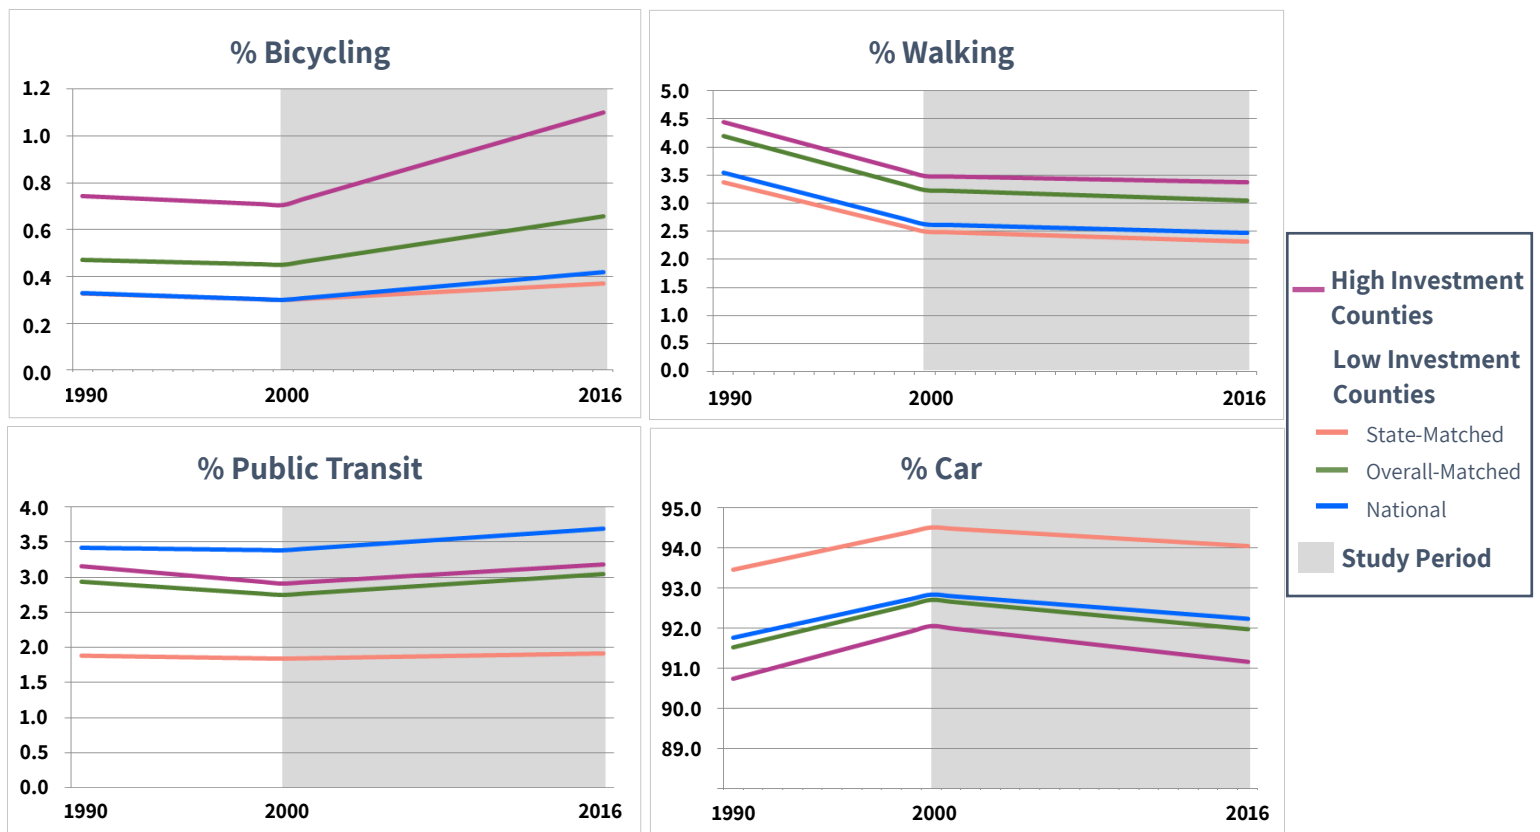 % Bicycling
1.2
1.0
0.8
0.6
0.4
0.2
0.0
1990 2000 2016
% Walking
5.0
4.5
4.0
3.5
3.0
2.5
2.0
1.5
1.0
0.5
0.0
1990 2000 2016
% Public Transit
4.0
3.5
3.0
2.5
2.0
1.5
1.0
0.5
0.0
1990 2000 2016
% Car
95.0
94.0
93.0
92.0
91.0
90.0
89.0
1990 2000 2016
High Investment
Counties
Low Investment
Counties
State-Matched
Overall-Matched
National
Study Period